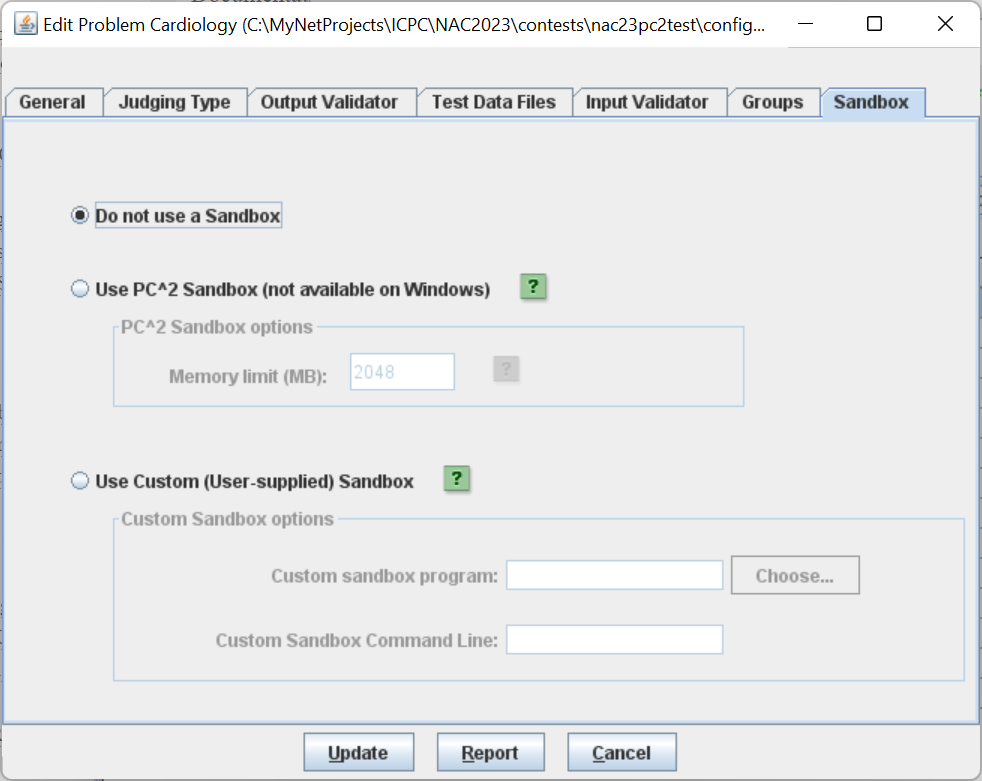 Edit Problem Cardiology (C:\MyNetProjects\ICPC\NAC2023\contests\nac23pc2test\config...
General Judging Type Output Validator Test Data Files Input Validator Groups Sandbox
Do not use a Sandbox
Use PC^2 Sandbox (not available on Windows) ?
PC^2 Sandbox options
Memory limit (MB): 2048 ?
Use Custom (User-supplied) Sandbox ?
Custom Sandbox options
Custom sandbox program: Choose...
Custom Sandbox Command Line:
Update Report Cancel